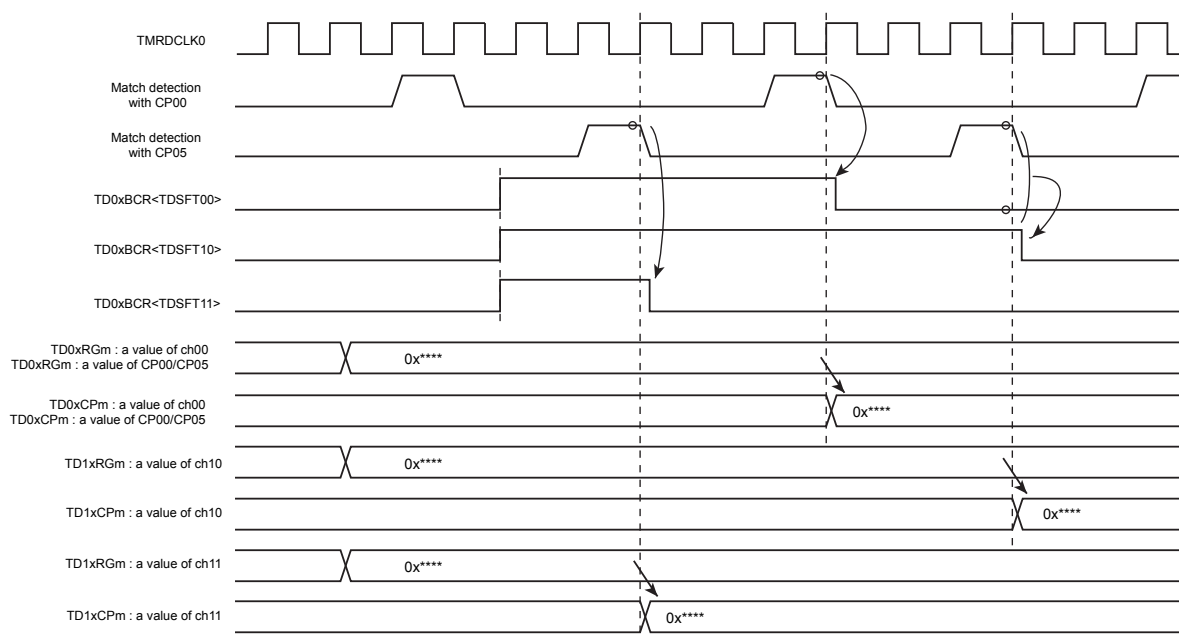 TMRDCLK0
Match detection
with CP00
Match detection
with CP05
TD0xBCR<TDSFT00>
TD0xBCR<TDSFT10>
TD0xBCR<TDSFT11>
TD0xRGm : a value of ch00
TD0xRGm : a value of CP00/CP05
0x****
TD0xCPm : a value of ch00
TD0xCPm : a value of CP00/CP05
0x****
TD1xRGm : a value of ch10
0x****
TD1xCPm : a value of ch10
0x****
TD1xRGm : a value of ch11
0x****
TD1xCPm : a value of ch11
0x****